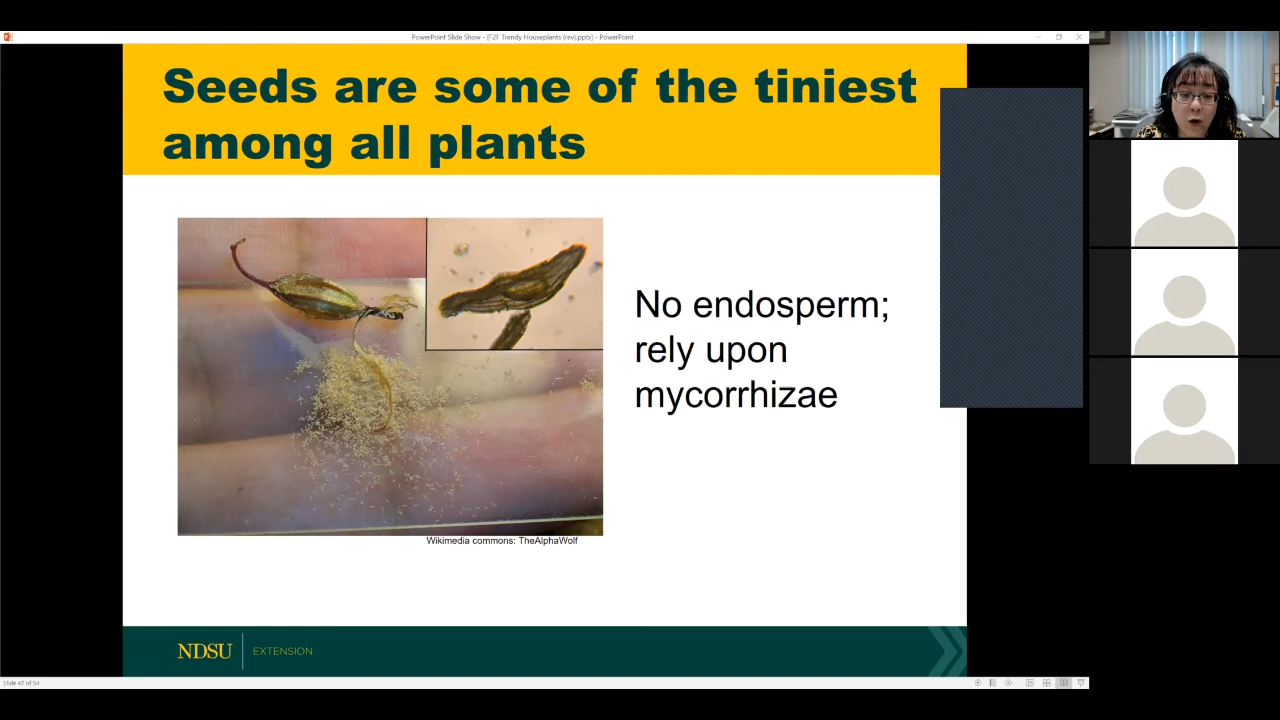 PowerPoint Slide Show - [F2F Trendy Houseplants (rev).pptx] - PowerPoint
Seeds are some of the tiniest
among all plants
No endosperm;
rely upon
mycorrhizae
Wikimedia commons: TheAlphaWolf
NDSU EXTENSION
Slide 47 of 54